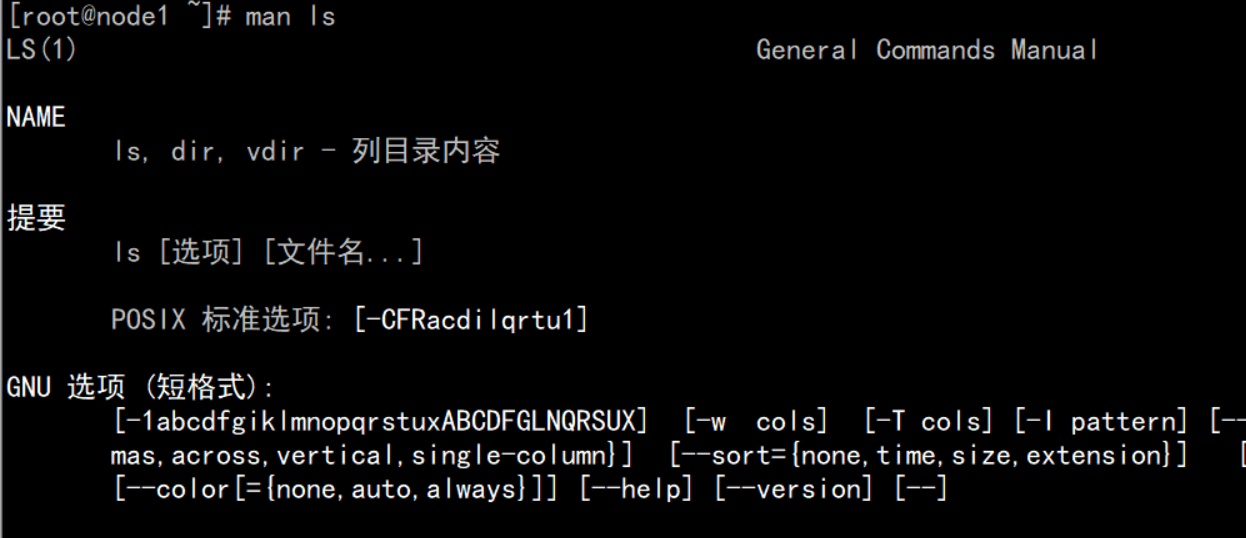 [root@node1 ~]# man ls
LS(1) General Commands Manual
NAME
ls, dir, vdir - 列目录内容
提要
ls [选项] [文件名...]
POSIX 标准选项: [-CFRacdilqrtu1]
GNU 选项 (短格式):
[-1abcdfgiklmnopqrstuxABCDFGLNQRSUX] [-w cols] [-T cols] [-I pattern] [--
mas,across,vertical,single-column}] [--sort={none,time,size,extension}] [
[--color[={none,auto,always}]] [--help] [--version] [--]